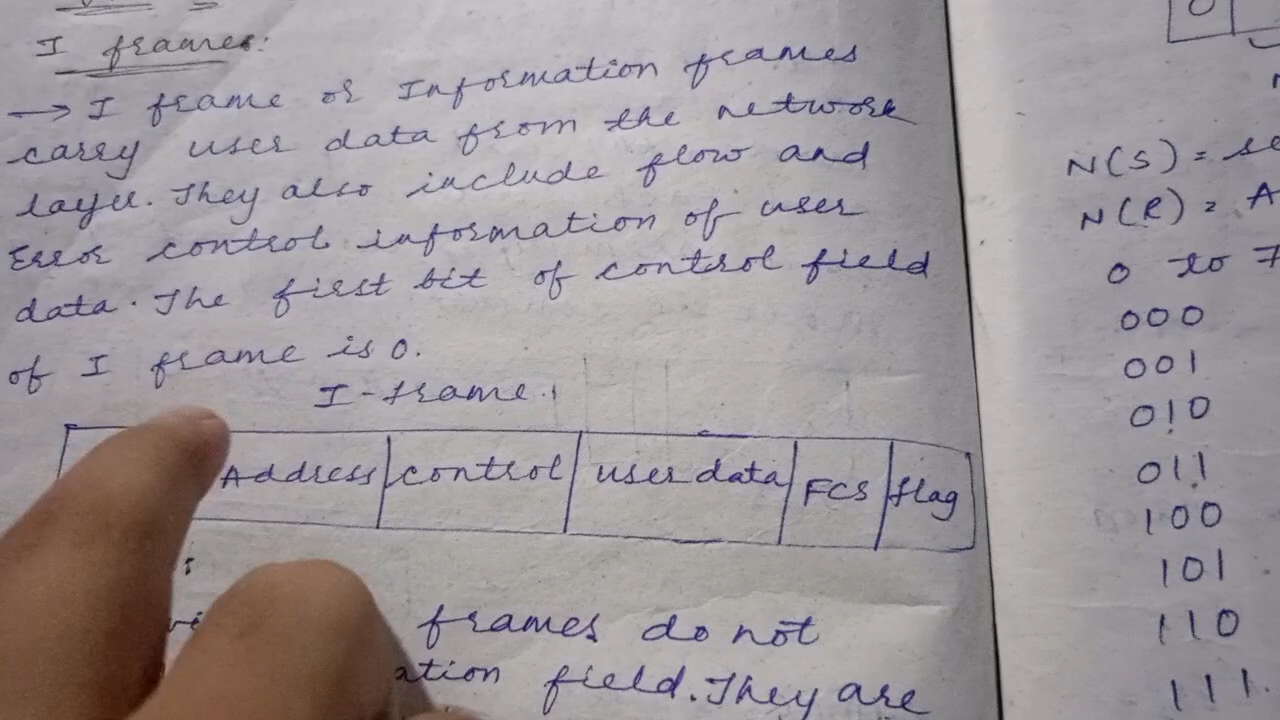 I frames:
→ I frame or Information frames
carry user data from the network
layer. They also include flow and
Error control information of user
data. The first bit of control field
of I frame is 0.
I-frame.
Address control user data FCS flag
frames do not
field. They are
0
N(S) =
N(R) = A
0 to 7
000
001
010
011
100
101
110
111.